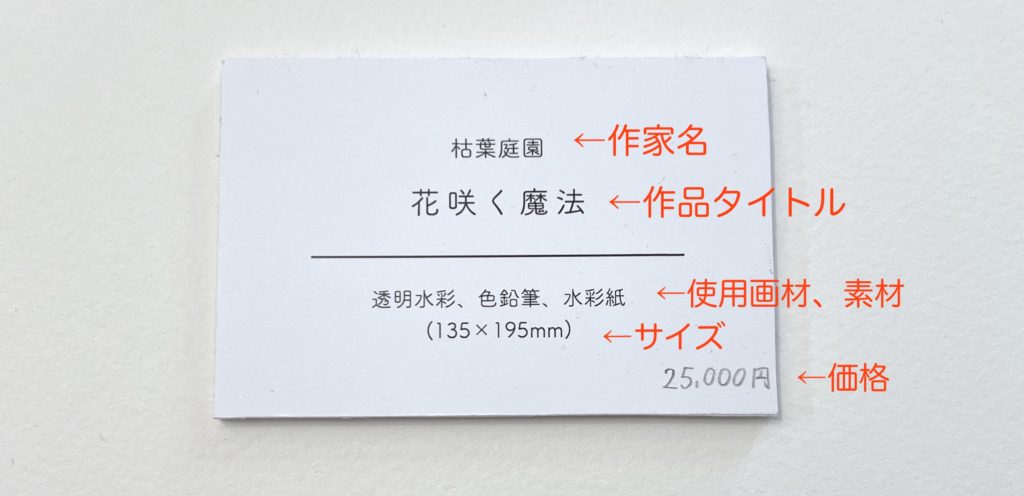 枯葉庭園 ←作家名
花咲く魔法 ←作品タイトル
透明水彩、色鉛筆、水彩紙 ←使用画材、素材
(135×195mm) ←サイズ
25,000円 ←価格